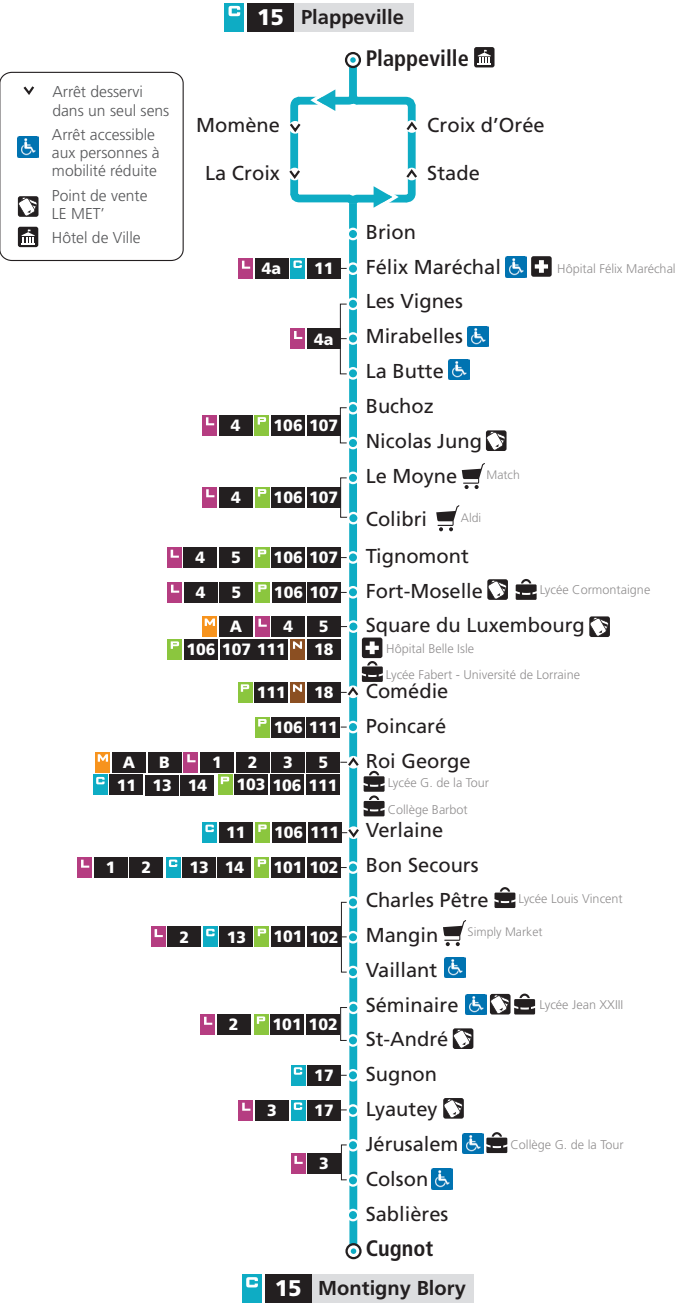 C 15 Plappeville
Plappeville
Arrêt desservi
dans un seul sens
Arrêt accessible
aux personnes à
mobilité réduite
Point de vente
LE MET'
Hôtel de Ville
Momène
Croix d'Orée
La Croix
Stade
Brion
L 4a C 11 Félix Maréchal Hôpital Félix Maréchal
Les Vignes
L 4a Mirabelles
La Butte
Buchoz
L 4 P 106 107
Nicolas Jung
Le Moyne Match
L 4 P 106 107
Colibri Aldi
L 4 5 P 106 107 Tignomont
L 4 5 P 106 107 Fort-Moselle Lycée Cormontaigne
M A L 4 5 Square du Luxembourg
P 106 107 111 N 18 Hôpital Belle Isle
Lycée Fabert - Université de Lorraine
P 111 N 18 Comédie
P 106 111 Poincaré
M A B L 1 2 3 5 Roi George
C 11 13 14 P 103 106 111 Lycée G. de la Tour
Collège Barbot
C 11 P 106 111 Verlaine
L 1 2 C 13 14 P 101 102 Bon Secours
Charles Pêtre Lycée Louis Vincent
L 2 C 13 P 101 102 Mangin Simply Market
Vaillant
Séminaire Lycée Jean XXIII
L 2 P 101 102
St-André
C 17 Sugnon
L 3 C 17 Lyautey
Jérusalem Collège G. de la Tour
L 3
Colson
Sablières
Cugnot
C 15 Montigny Blory